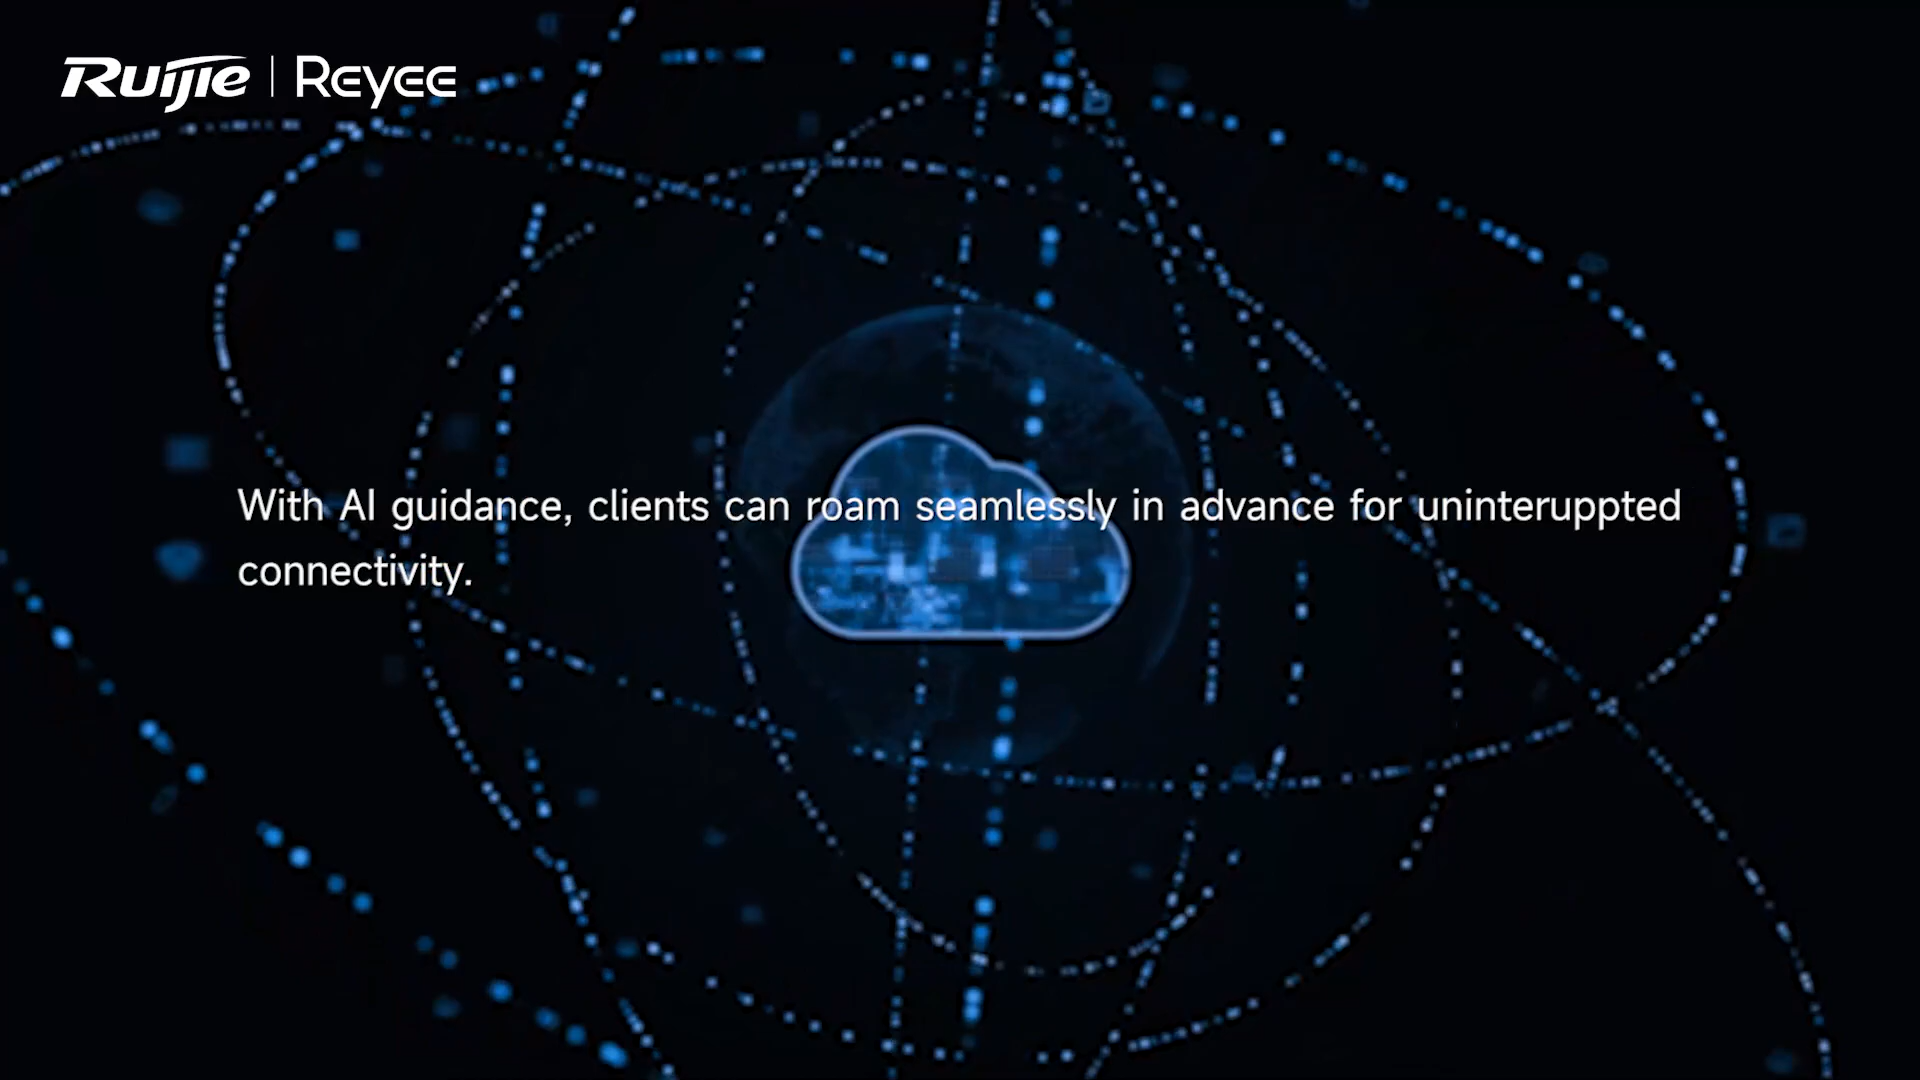 Ruijie | Reyee
With AI guidance, clients can roam seamlessly in advance for uninteruppted
connectivity.